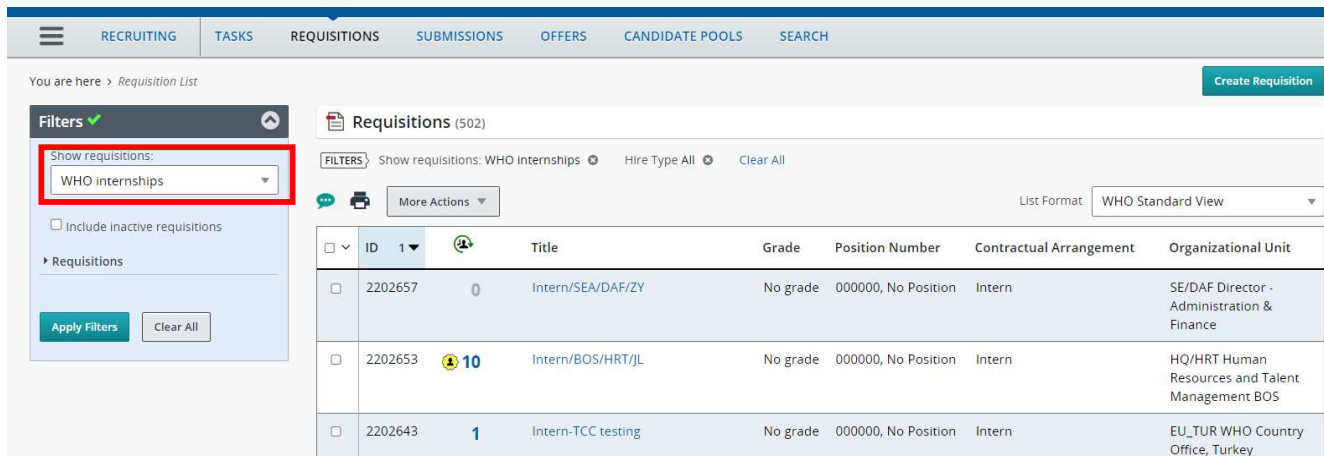 RECRUITING TASKS REQUISITIONS SUBMISSIONS OFFERS CANDIDATE POOLS SEARCH
You are here > Requisition List
Create Requisition
Filters
Show requisitions:
WHO internships
Include inactive requisitions
Requisitions
Apply Filters Clear All
Requisitions (502)
FILTERS Show requisitions: WHO internships Hire Type All Clear All
More Actions
List Format WHO Standard View
ID 1 Title Grade Position Number Contractual Arrangement Organizational Unit
2202657 0 Intern/SEA/DAF/ZY No grade 000000, No Position Intern SE/DAF Director -
Administration &
Finance
2202653 10 Intern/BOS/HRT/JL No grade 000000, No Position Intern HQ/HRT Human
Resources and Talent
Management BOS
2202643 1 Intern-TCC testing No grade 000000, No Position Intern EU_TUR WHO Country
Office, Turkey